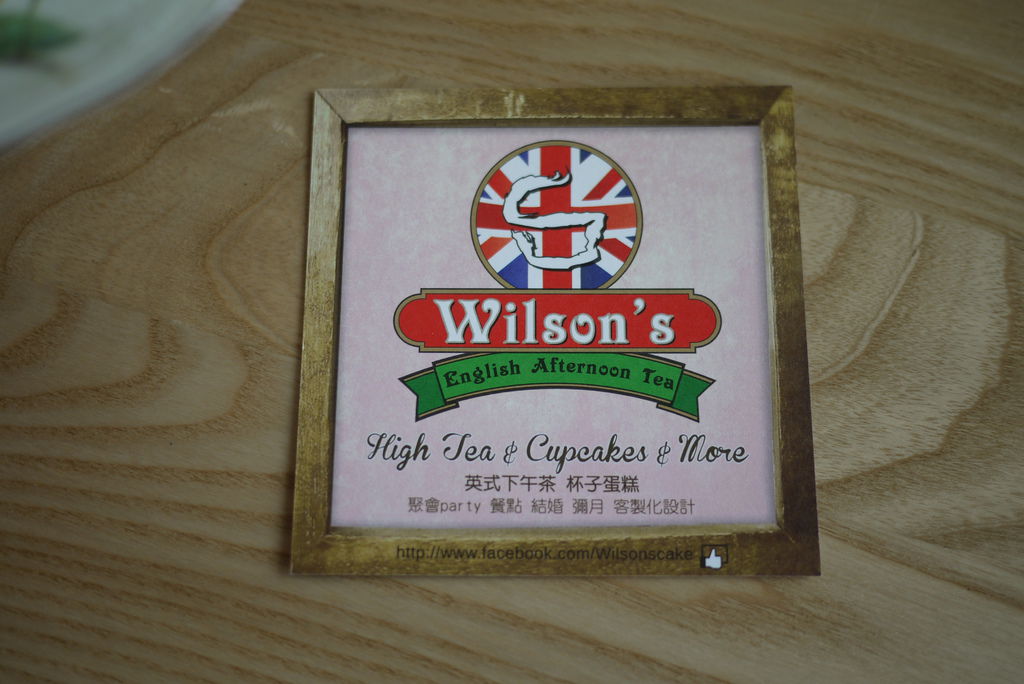 Wilson's
English Afternoon Tea
High Tea & Cupcakes & More
英式下午茶 杯子蛋糕
聚會party 餐點 結婚 彌月 客製化設計
http://www.facebook.com/Wilsonscake